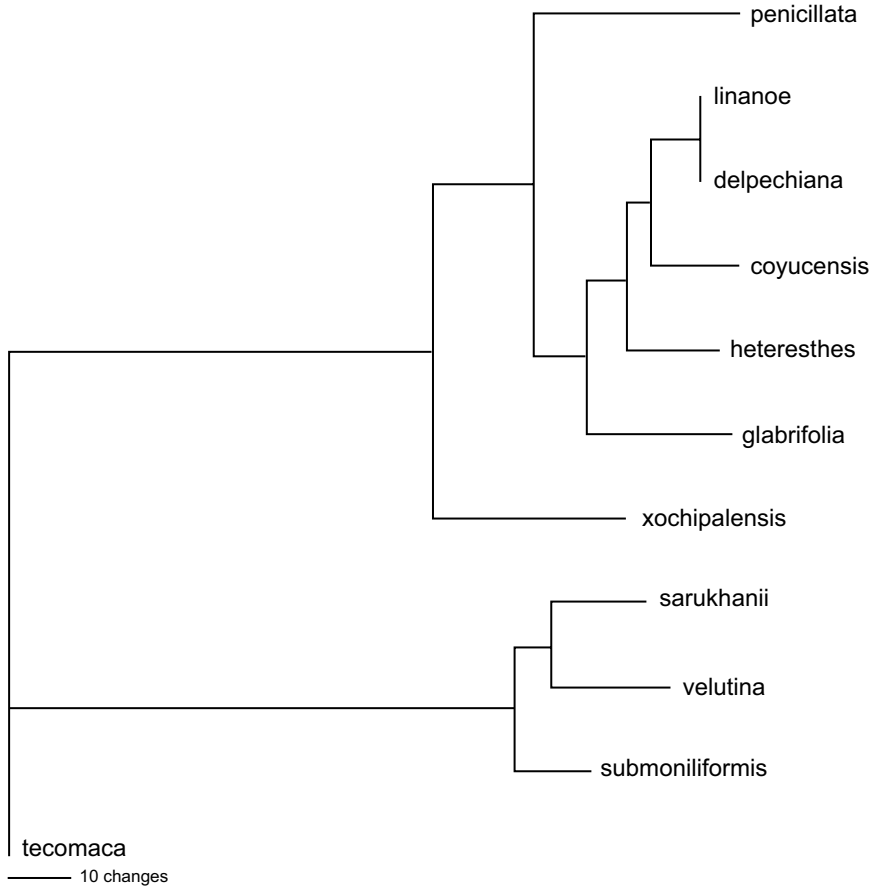 penicillata
linanoe
delpechiana
coyucensis
heteresthes
glabrifolia
xochipalensis
sarukhanii
velutina
submoniliformis
tecomaca
10 changes